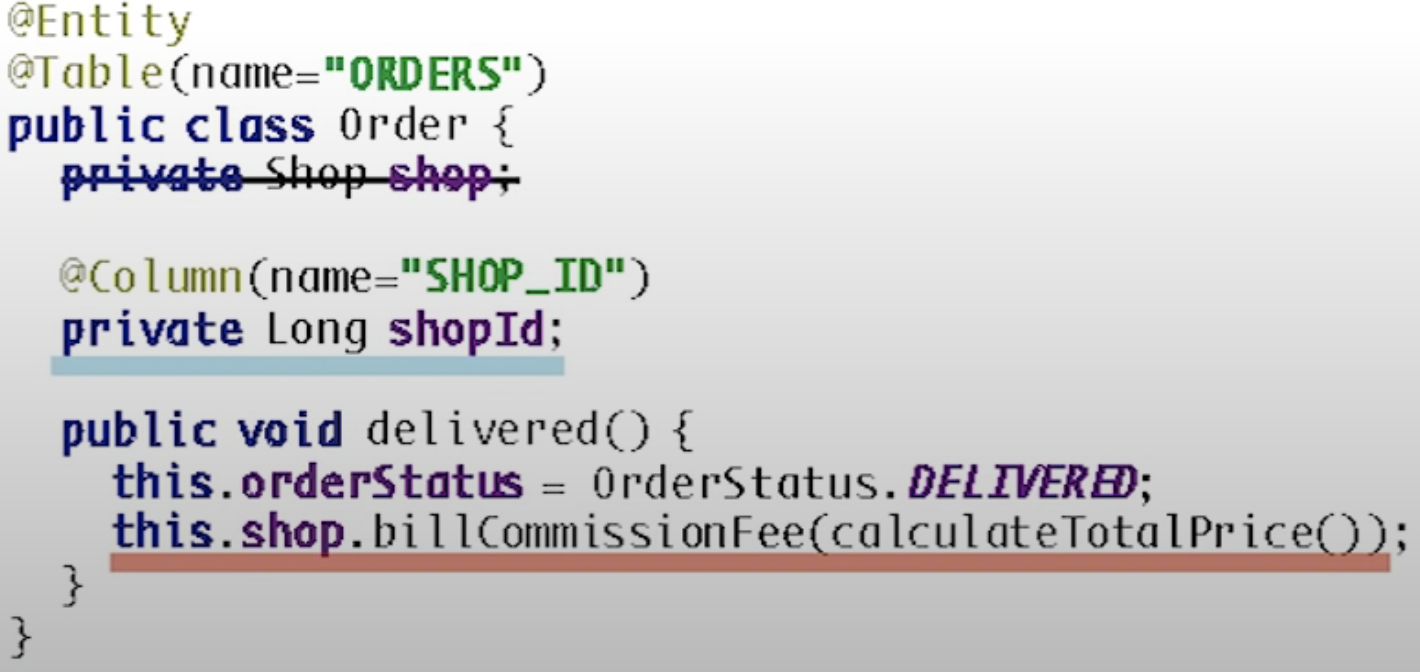 @Entity
@Table(name="ORDERS")
public class Order {
private Shop shop;
@Column(name="SHOP_ID")
private Long shopId;
public void delivered() {
this.orderStatus = OrderStatus.DELIVERED;
this.shop.billCommissionFee(calculateTotalPrice());
}
}